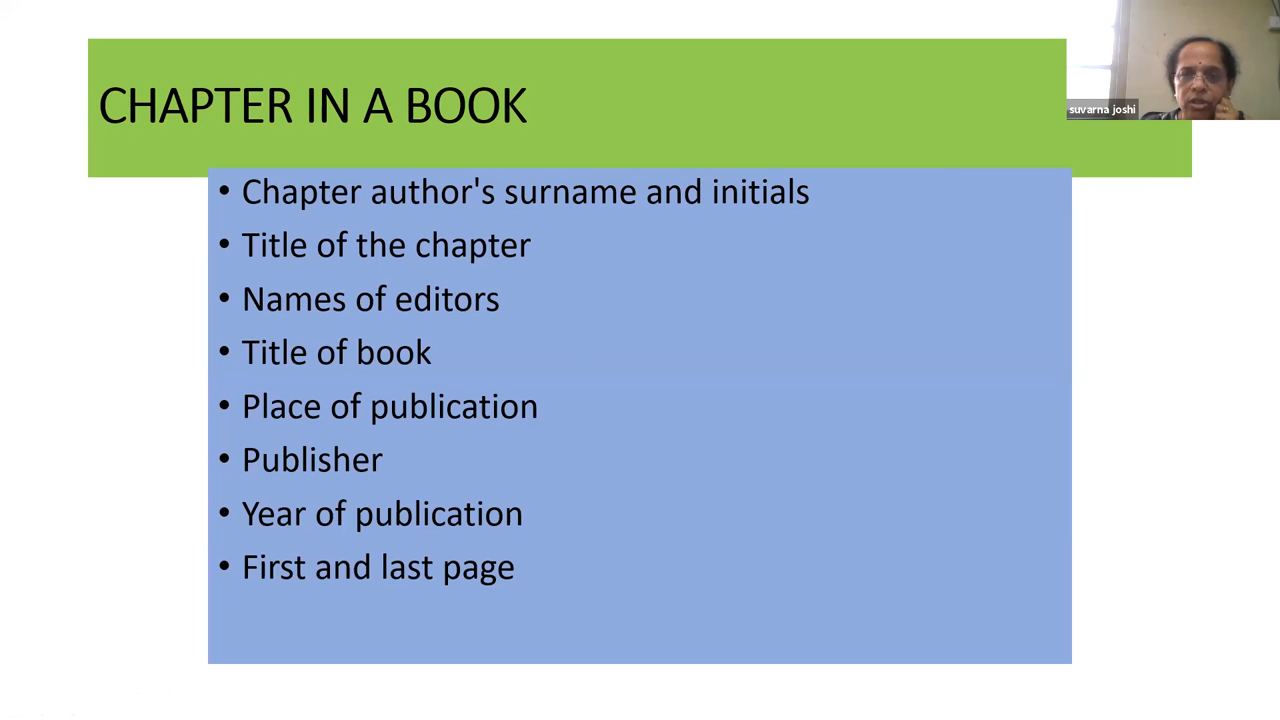 CHAPTER IN A BOOK
suvarna joshi
• Chapter author's surname and initials
• Title of the chapter
• Names of editors
• Title of book
• Place of publication
• Publisher
• Year of publication
• First and last page